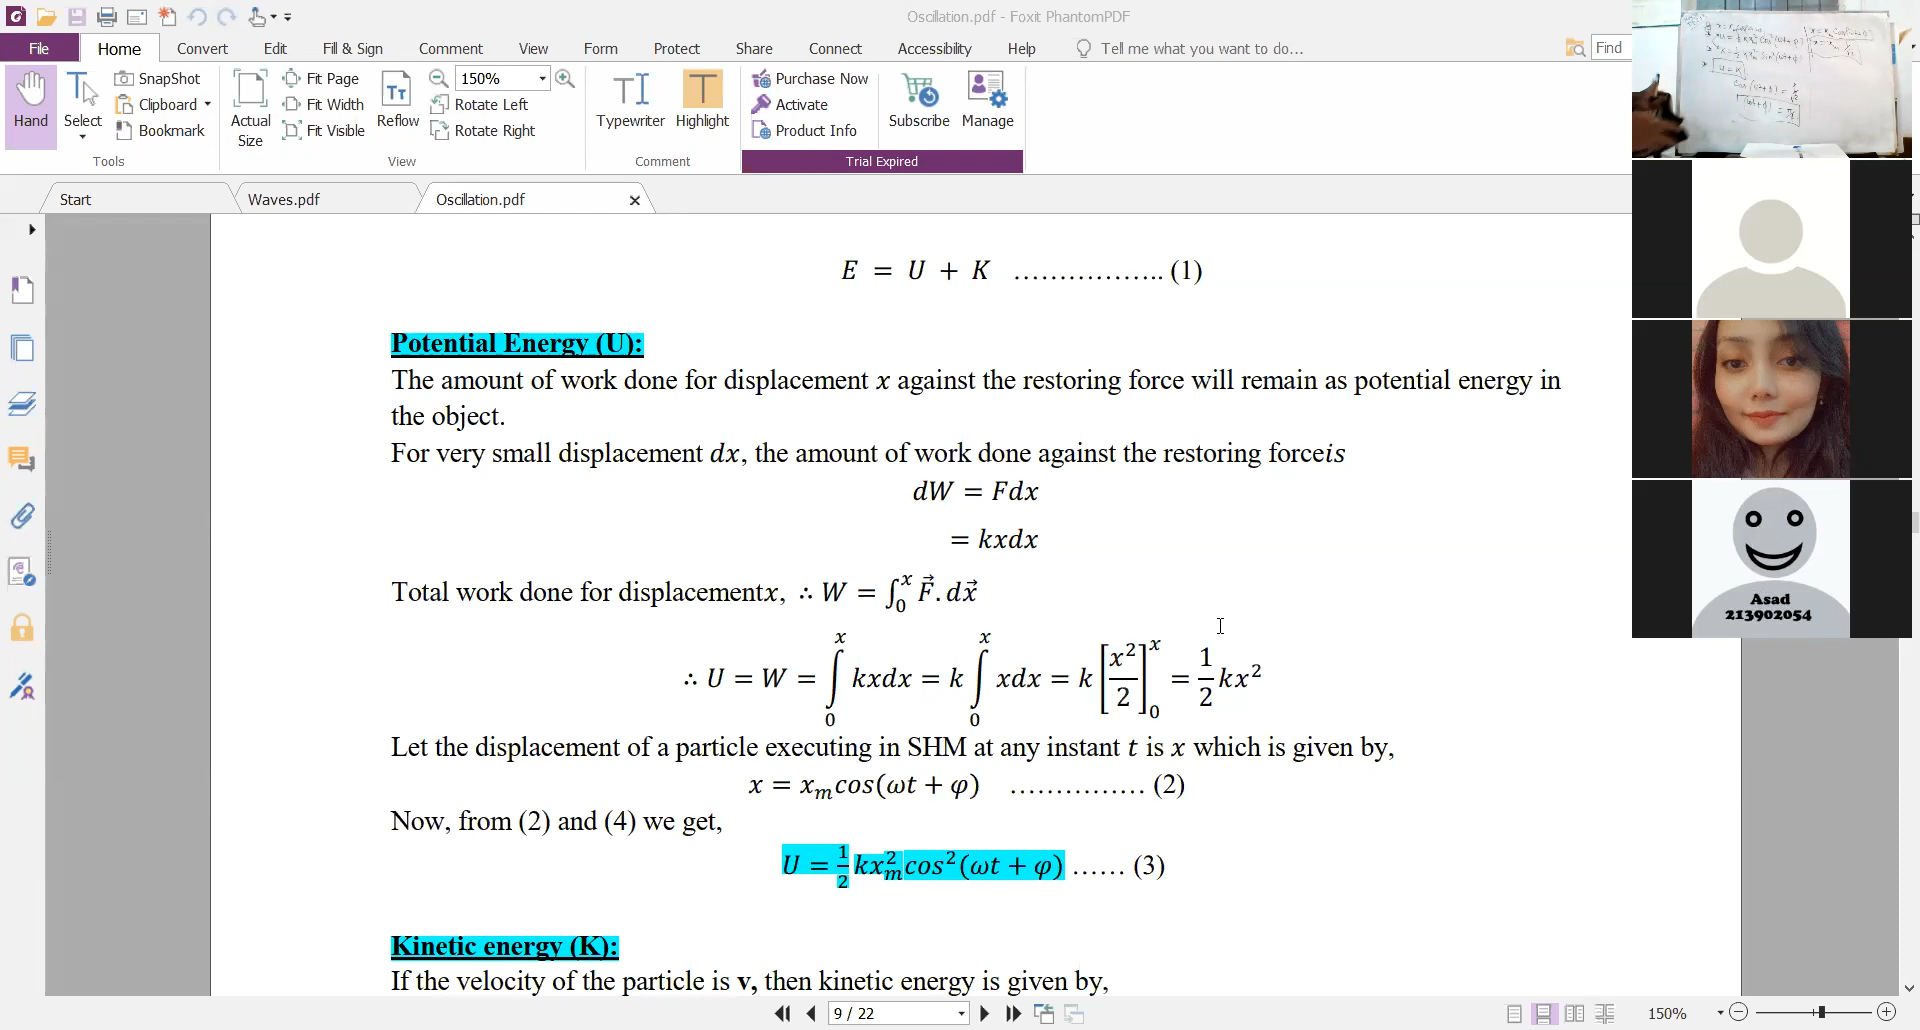 Oscillation.pdf - Foxit PhantomPDF
File Home Convert Edit Fill & Sign Comment View Form Protect Share Connect Accessibility Help Tell me what you want to do... Find
Hand
Select
SnapShot
Clipboard
Bookmark
Tools
Actual Size
Fit Page
Fit Width
Fit Visible
Reflow
150%
Rotate Left
Rotate Right
View
Typewriter
Highlight
Comment
Purchase Now
Activate
Product Info
Trial Expired
Subscribe
Manage
Start Waves.pdf Oscillation.pdf
E = U + K ……………….. (1)
Potential Energy (U):
The amount of work done for displacement x against the restoring force will remain as potential energy in
the object.
For very small displacement dx, the amount of work done against the restoring forceis
dW = Fdx
= kxdx
Total work done for displacementx, ∴ W = ∫₀ˣ F⃗. dx⃗
∴ U = W = ∫₀ˣ kxdx = k ∫₀ˣ xdx = k [x²/2]₀ˣ = 1/2 kx²
Let the displacement of a particle executing in SHM at any instant t is x which is given by,
x = xₘcos(ωt + φ) …………… (2)
Now, from (2) and (4) we get,
U = 1/2 kxₘ²cos²(ωt + φ) …… (3)
Kinetic energy (K):
If the velocity of the particle is v, then kinetic energy is given by,
Asad
213902054
9 / 22
150%